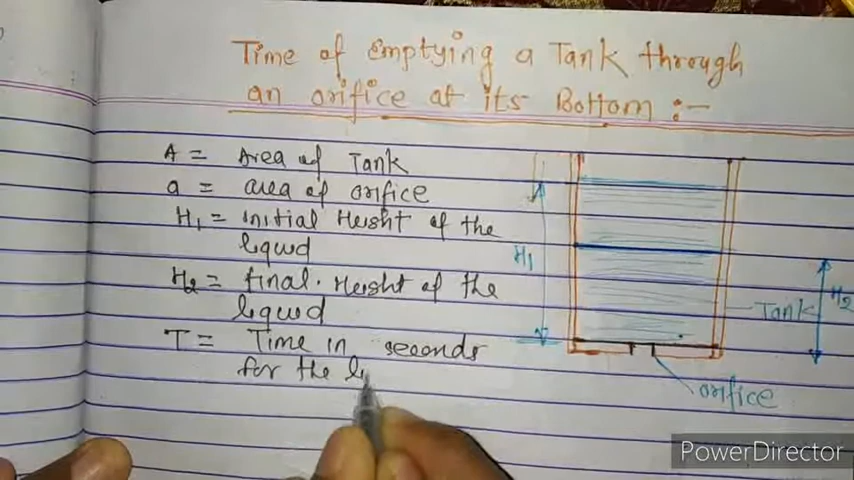 Time of Emptying a Tank through
an orifice at its Bottom :-
A = Area of Tank
a = area of orifice
H1 = initial Height of the
liquid
H2 = final. Height of the
liquid
T = Time in seconds
for the li
H1
H2
Tank
orifice
PowerDirector